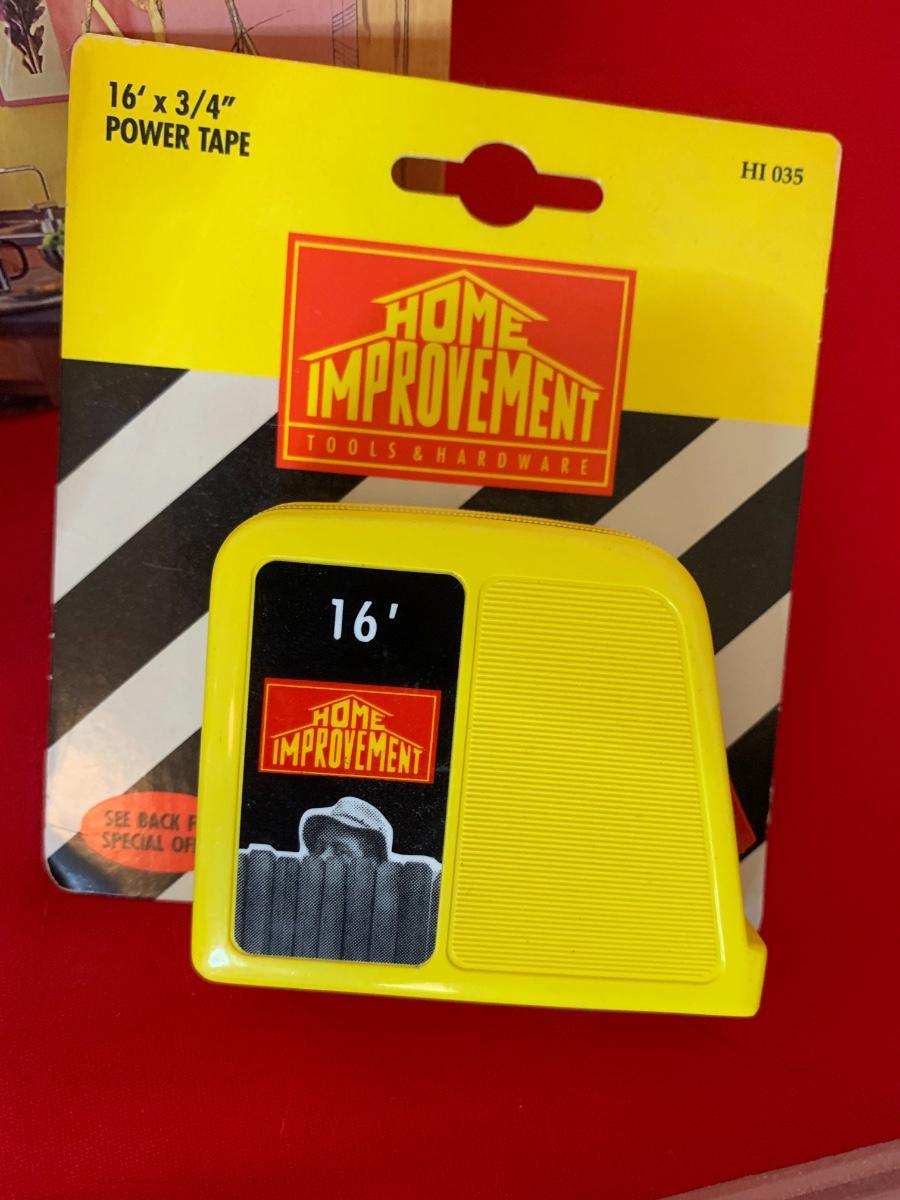 16' x 3/4"
POWER TAPE
HI 035
HOME
IMPROVEMENT
TOOLS & HARDWARE
16'
HOME
IMPROVEMENT
SEE BACK
SPECIAL